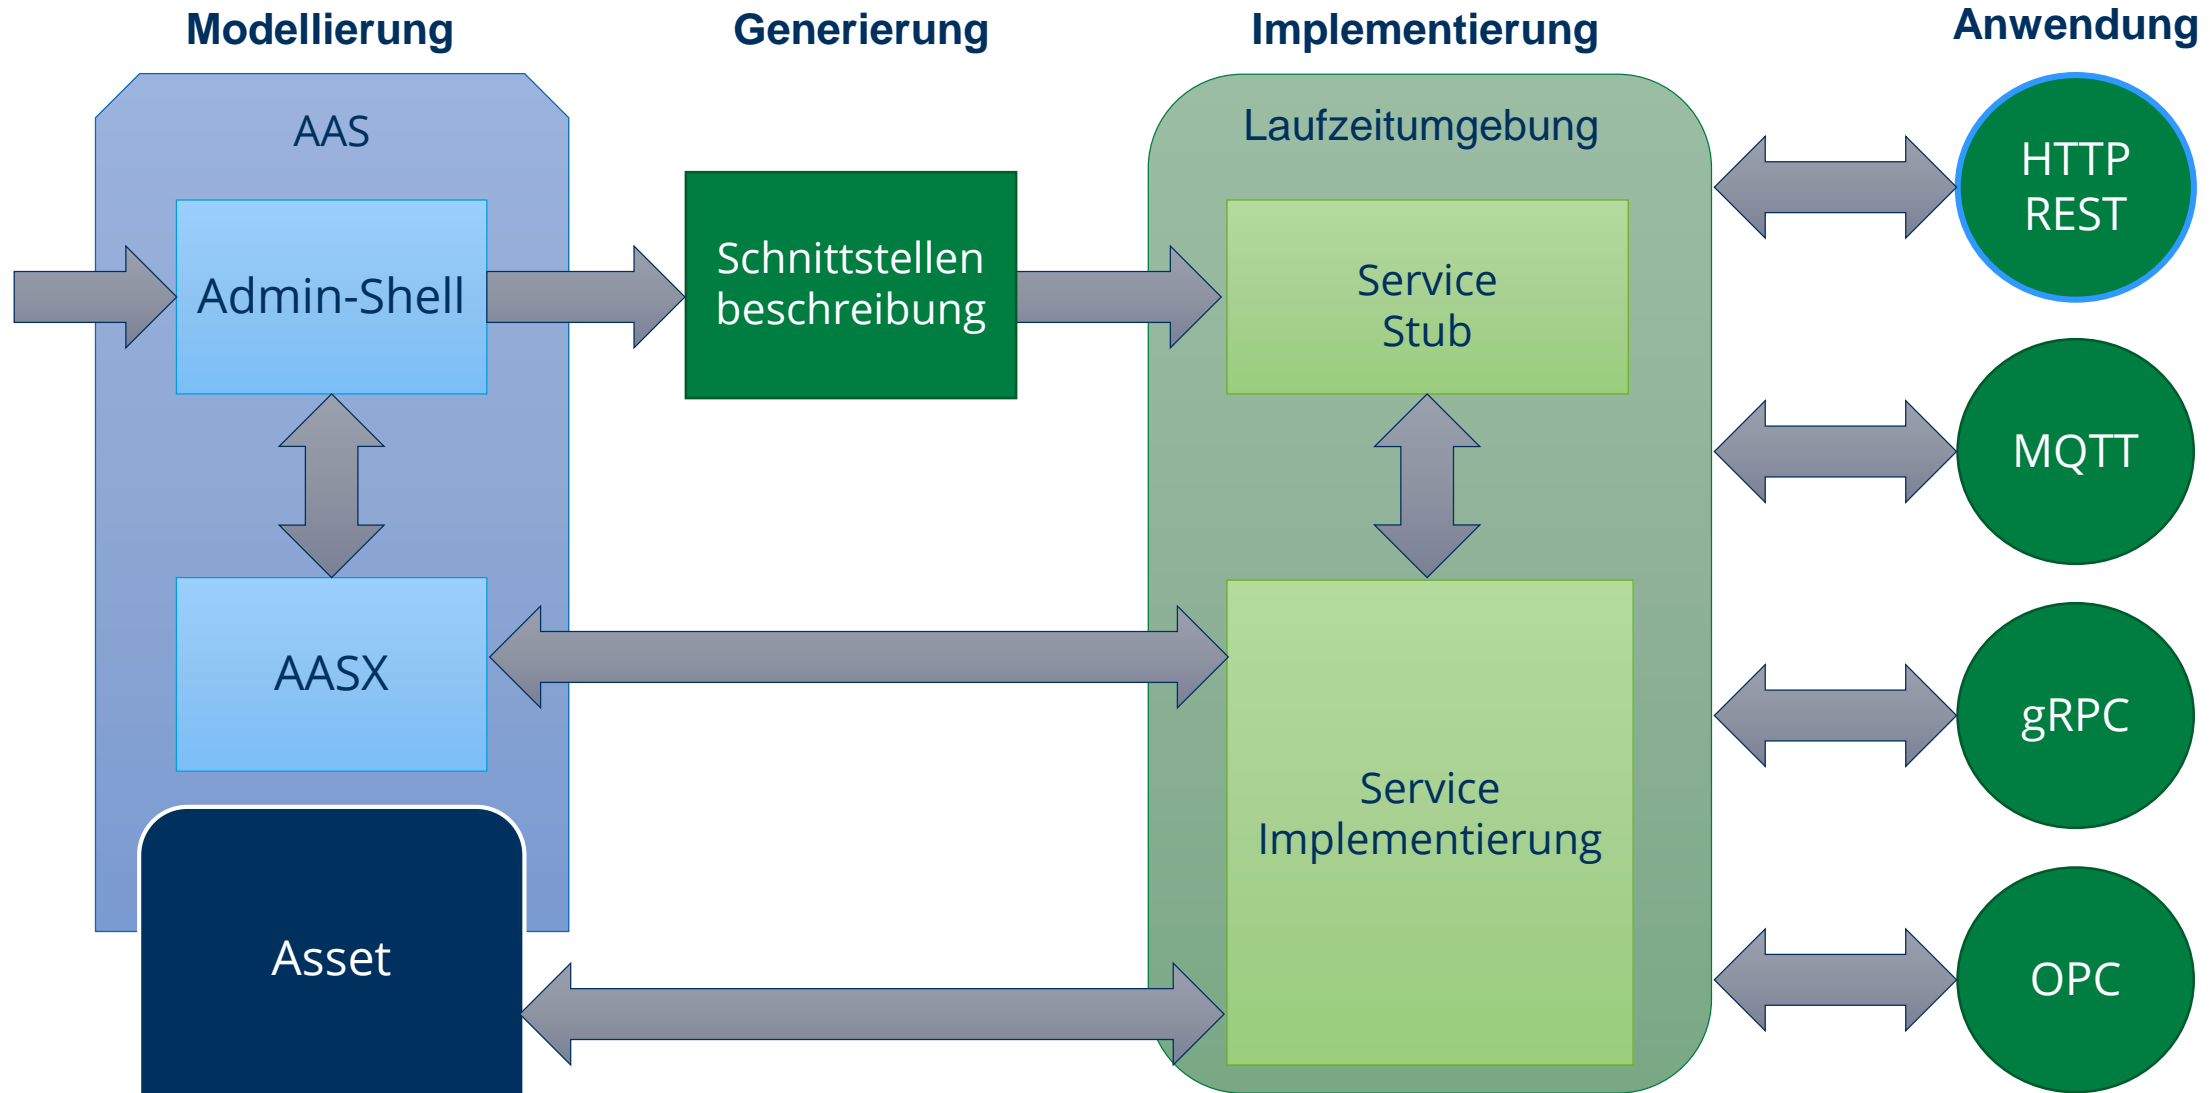 Modellierung
Generierung
Implementierung
Anwendung
AAS
Admin-Shell
AASX
Asset
Schnittstellen
beschreibung
Laufzeitumgebung
Service
Stub
Service
Implementierung
HTTP
REST
MQTT
gRPC
OPC